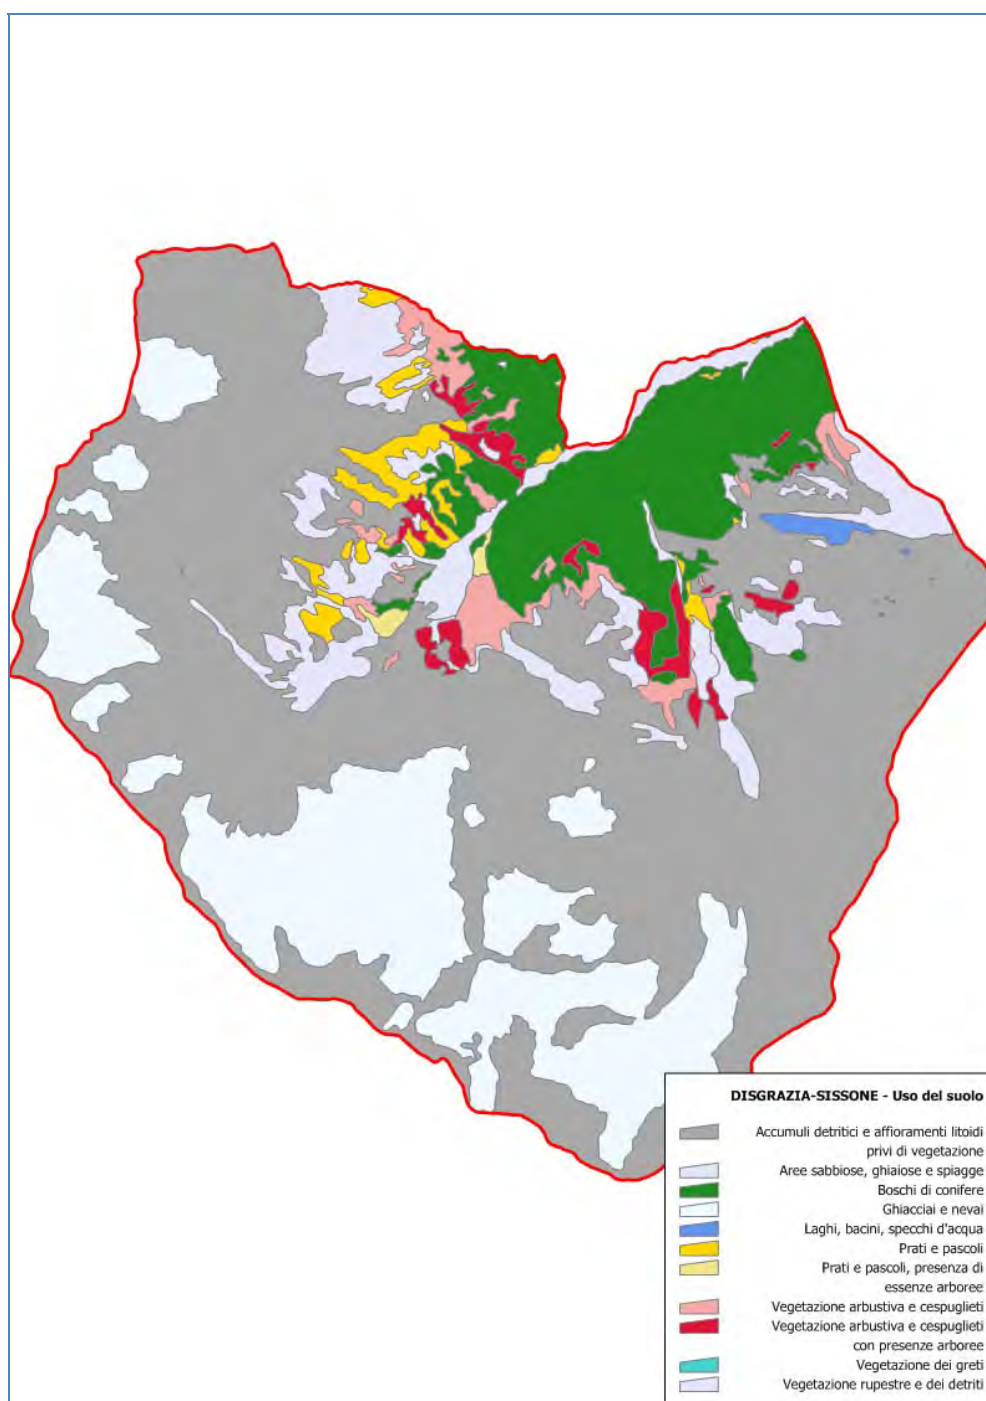 DISGRAZIA-SISSONE - Uso del suolo
Accumuli detritici e affioramenti litoidi
privi di vegetazione
Aree sabbiose, ghiaiose e spiagge
Boschi di conifere
Ghiacciai e nevai
Laghi, bacini, specchi d'acqua
Prati e pascoli
Prati e pascoli, presenza di
essenze arboree
Vegetazione arbustiva e cespuglieti
Vegetazione arbustiva e cespuglieti
con presenze arboree
Vegetazione dei greti
Vegetazione rupestre e dei detriti